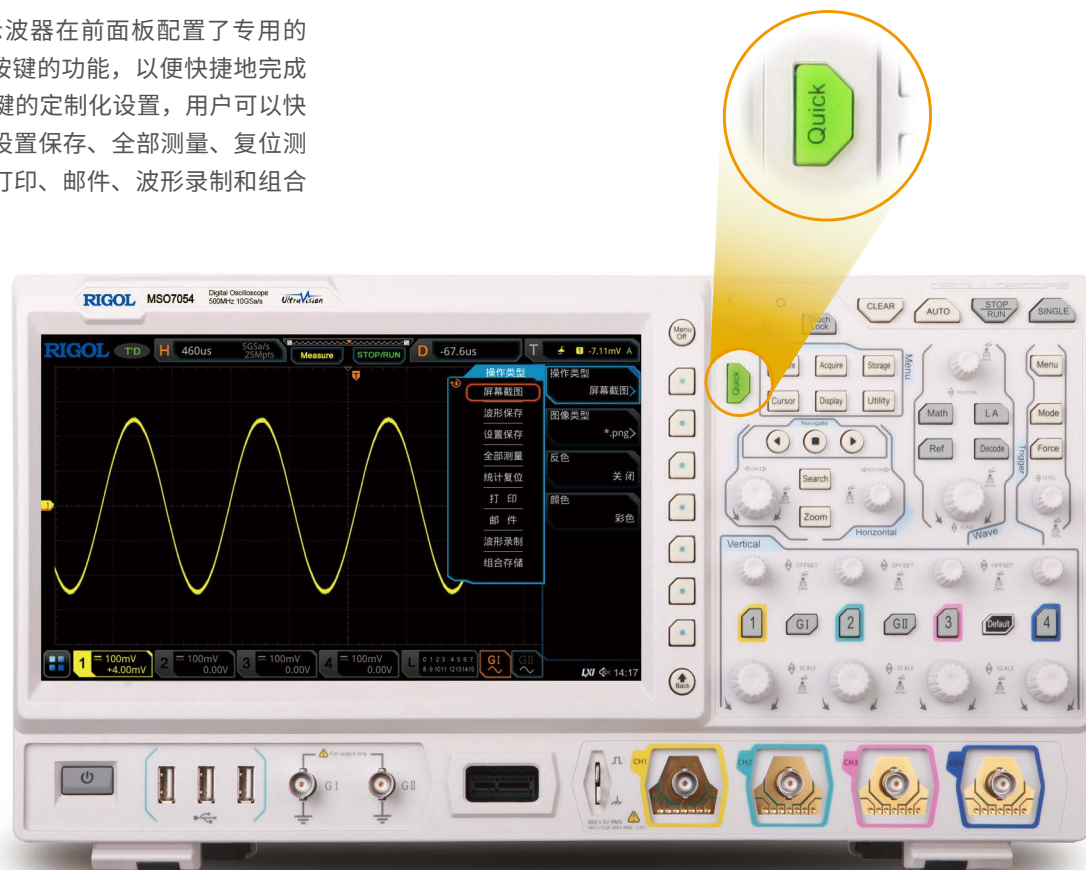 波器在前面板配置了专用的
按键的功能，以便快捷地完成
键的定制化设置，用户可以快
设置保存、全部测量、复位测
打印、邮件、波形录制和组合
Quick
RIGOL MSO7054 Digital Oscilloscope
500MHz 10GSa/s UltraVision
RIGOL T'D H 460us 5GSa/s
25Mpts Measure STOP/RUN D -67.6us T 1 -7.11mV A
操作类型
屏幕截图
波形保存
设置保存
全部测量
统计复位
打 印
邮 件
波形录制
组合存储
操作类型
屏幕截图
图像类型
*.png
反色
关闭
颜色
彩色
1 100mV
+4.00mV
2 100mV
0.00V
3 100mV
0.00V
4 100mV
0.00V
L 0 1 2 3 4 5 6 7
8 9 10 11 12 13 14 15
GI
GII
LXI 14:17
Menu
Off
Back
Touch
Lock
CLEAR
AUTO
STOP
RUN
SINGLE
OSCILLOSCOPE
Quick
Acquire
Storage
Cursor
Display
Utility
Menu
Navigate
SCALE
POSITION
Search
Zoom
Horizontal
POSITION
Math
LA
Ref
Decode
SCALE
Wave
Menu
Mode
Force
Trigger
LEVEL
Vertical
OFFSET
OFFSET
OFFSET
1
GI
2
GII
3
Default
4
SCALE
SCALE
SCALE
For output only
GI
GII
CH1
CH2
CH3
CH4